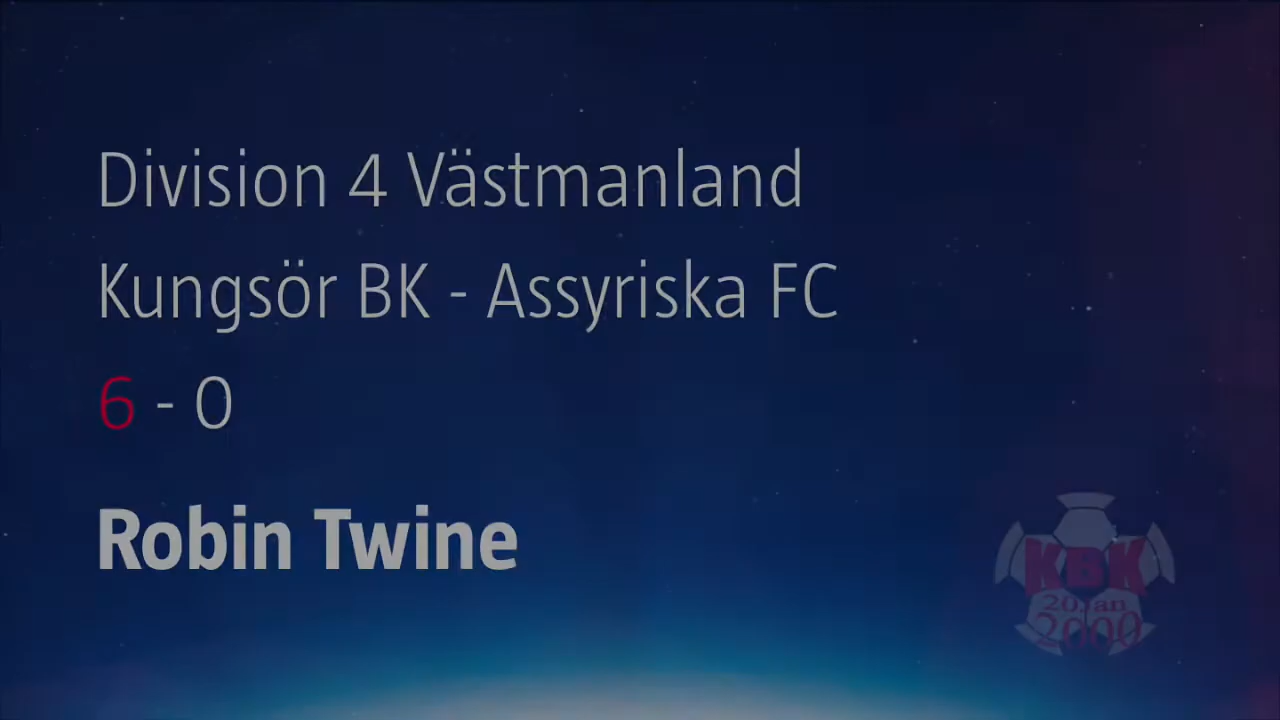 Division 4 Västmanland
Kungsör BK - Assyriska FC
6 - 0
Robin Twine
KBK
20 Jan
2000